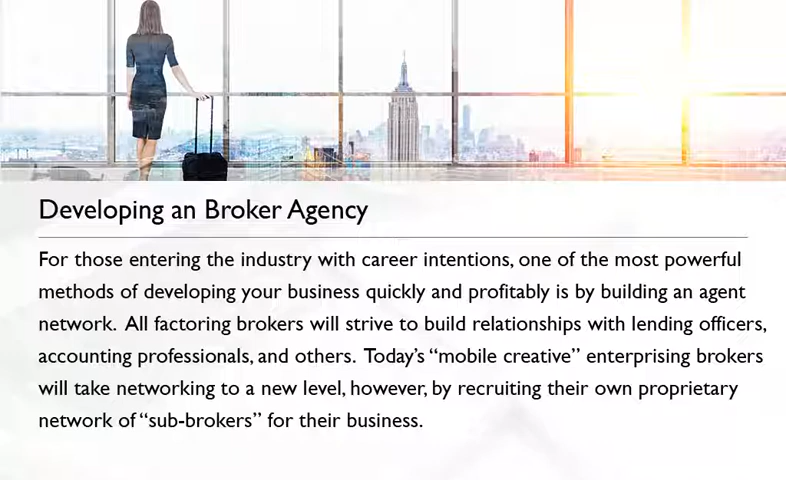 Developing an Broker Agency
For those entering the industry with career intentions, one of the most powerful
methods of developing your business quickly and profitably is by building an agent
network. All factoring brokers will strive to build relationships with lending officers,
accounting professionals, and others. Today's “mobile creative” enterprising brokers
will take networking to a new level, however, by recruiting their own proprietary
network of “sub-brokers” for their business.